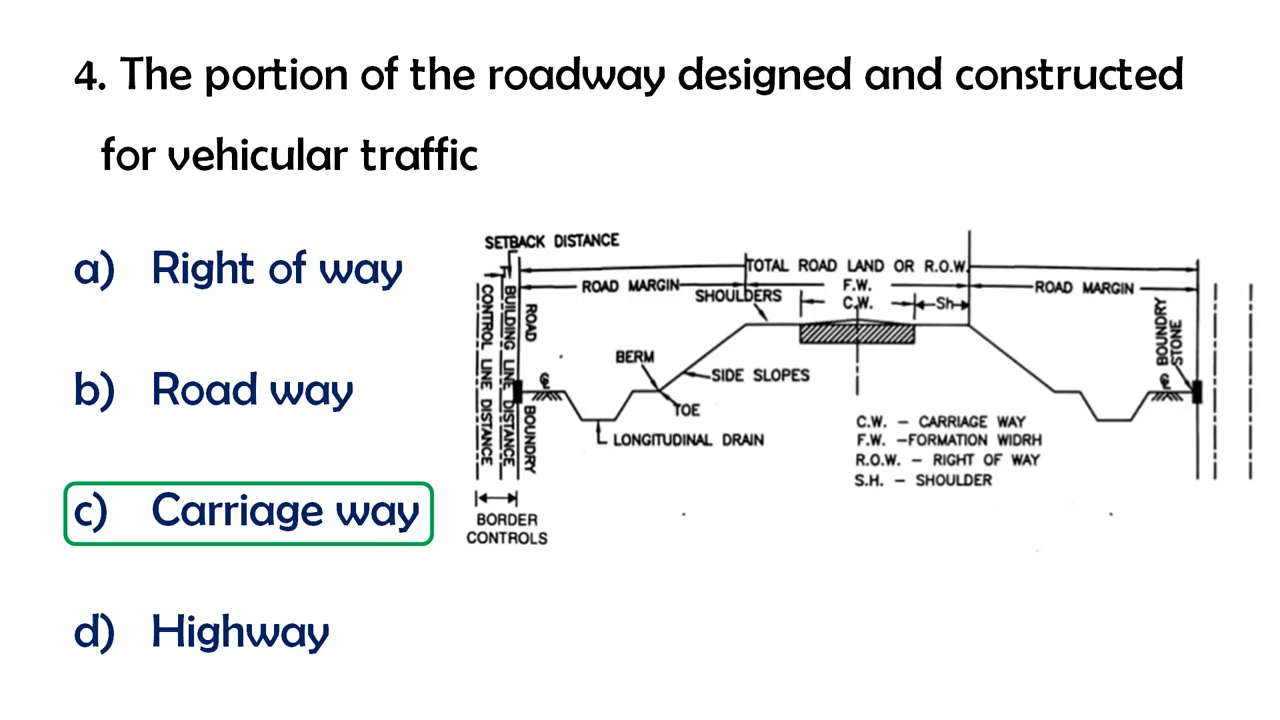 4. The portion of the roadway designed and constructed
for vehicular traffic
a) Right of way
b) Road way
c) Carriage way
d) Highway
SETBACK DISTANCE
TOTAL ROAD LAND OR R.O.W.
ROAD MARGIN
F.W.
ROAD MARGIN
SHOULDERS
C.W.
Sh
CONTROL LINE DISTANCE
BUILDING LINE DISTANCE
ROAD
BOUNDRY
BOUNDRY
STONE
BERM
SIDE SLOPES
TOE
LONGITUDINAL DRAIN
C.W. – CARRIAGE WAY
F.W. –FORMATION WIDRH
R.O.W. – RIGHT OF WAY
S.H. – SHOULDER
BORDER
CONTROLS